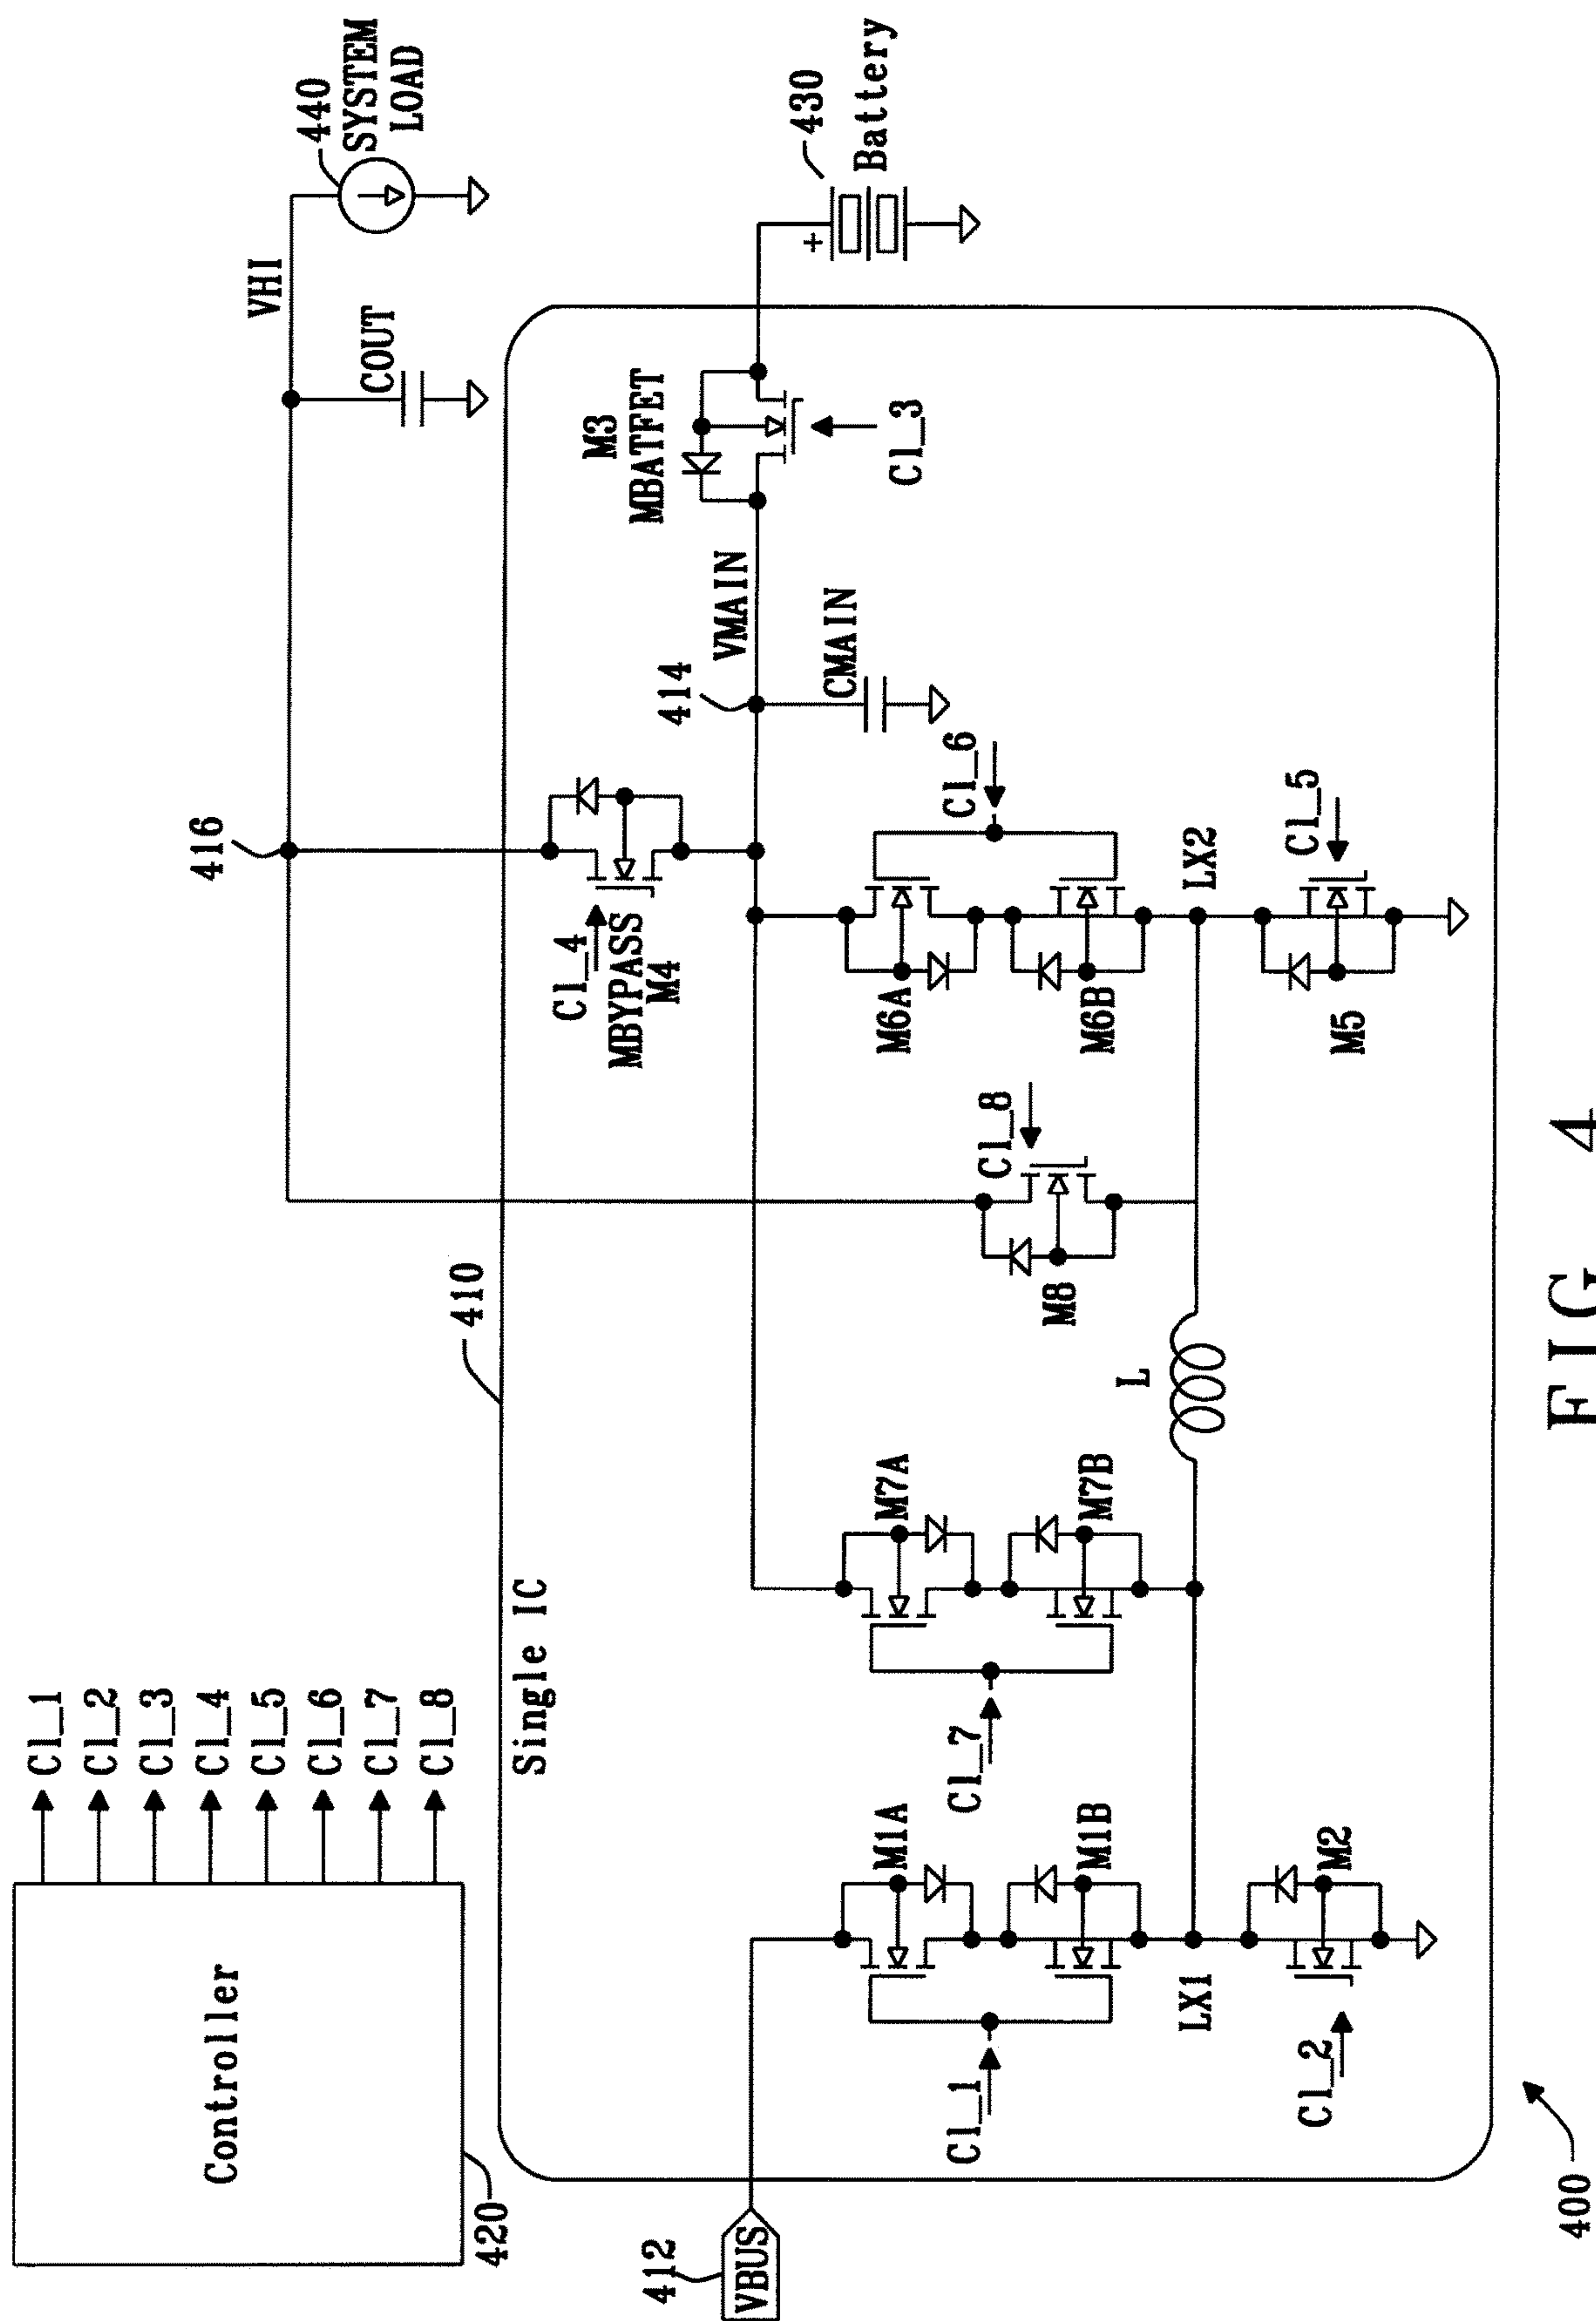 Controller
420
Cl_1
Cl_2
Cl_3
Cl_4
Cl_5
Cl_6
Cl_7
Cl_8
416
VHI
440
SYSTEM
LOAD
COUT
410
Single IC
Cl_4
MBYPASS
M4
M3
MBATFET
Cl_3
430
+
Battery
412
VBUS
414
VMAIN
CMAIN
M1A
Cl_1
M1B
M7A
Cl_7
M7B
Cl_8
M8
M6A
Cl_6
M6B
LX1
L
LX2
Cl_2
M2
Cl_5
M5
400
FIG. 4